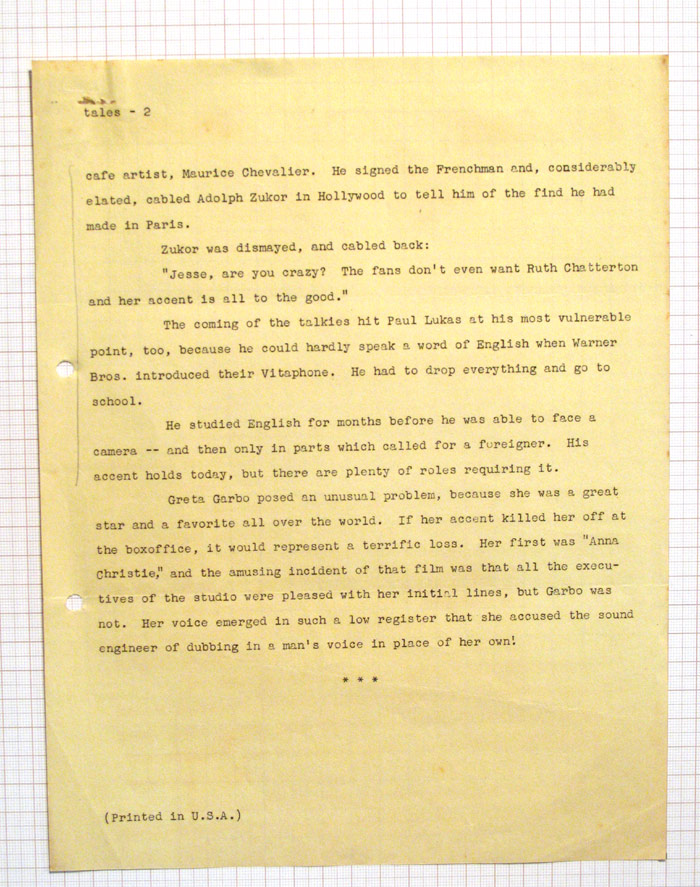 tales - 2
cafe artist, Maurice Chevalier. He signed the Frenchman and, considerably
elated, cabled Adolph Zukor in Hollywood to tell him of the find he had
made in Paris.
Zukor was dismayed, and cabled back:
"Jesse, are you crazy? The fans don't even want Ruth Chatterton
and her accent is all to the good."
The coming of the talkies hit Paul Lukas at his most vulnerable
point, too, because he could hardly speak a word of English when Warner
Bros. introduced their Vitaphone. He had to drop everything and go to
school.
He studied English for months before he was able to face a
camera -- and then only in parts which called for a foreigner. His
accent holds today, but there are plenty of roles requiring it.
Greta Garbo posed an unusual problem, because she was a great
star and a favorite all over the world. If her accent killed her off at
the boxoffice, it would represent a terrific loss. Her first was "Anna
Christie," and the amusing incident of that film was that all the execu-
tives of the studio were pleased with her initial lines, but Garbo was
not. Her voice emerged in such a low register that she accused the sound
engineer of dubbing in a man's voice in place of her own!
* * *
(Printed in U.S.A.)